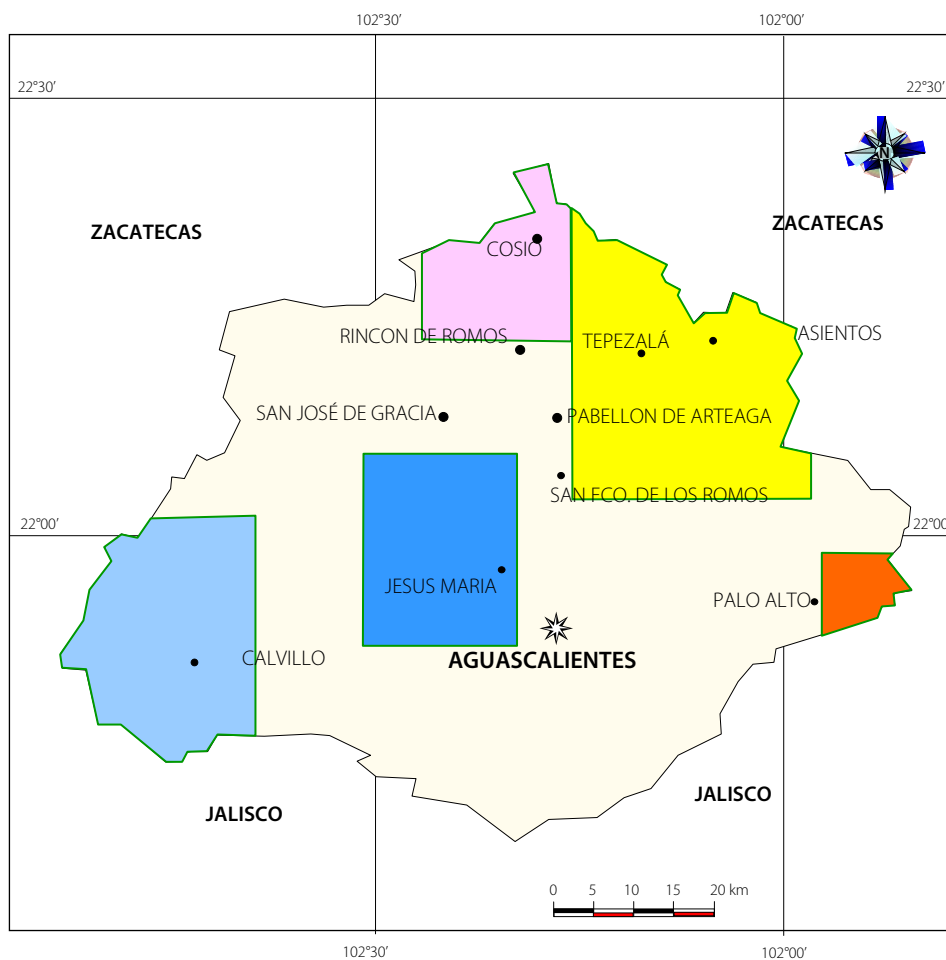 102°30’ 102°00’
22°30’ 22°30’
N
ZACATECAS ZACATECAS
COSIO
RINCON DE ROMOS TEPEZALÁ ASIENTOS
SAN JOSÉ DE GRACIA PABELLON DE ARTEAGA
SAN FCO. DE LOS ROMOS
22°00’ 22°00’
JESUS MARIA PALO ALTO
CALVILLO AGUASCALIENTES
JALISCO JALISCO
0 5 10 15 20 km
102°30’ 102°00’